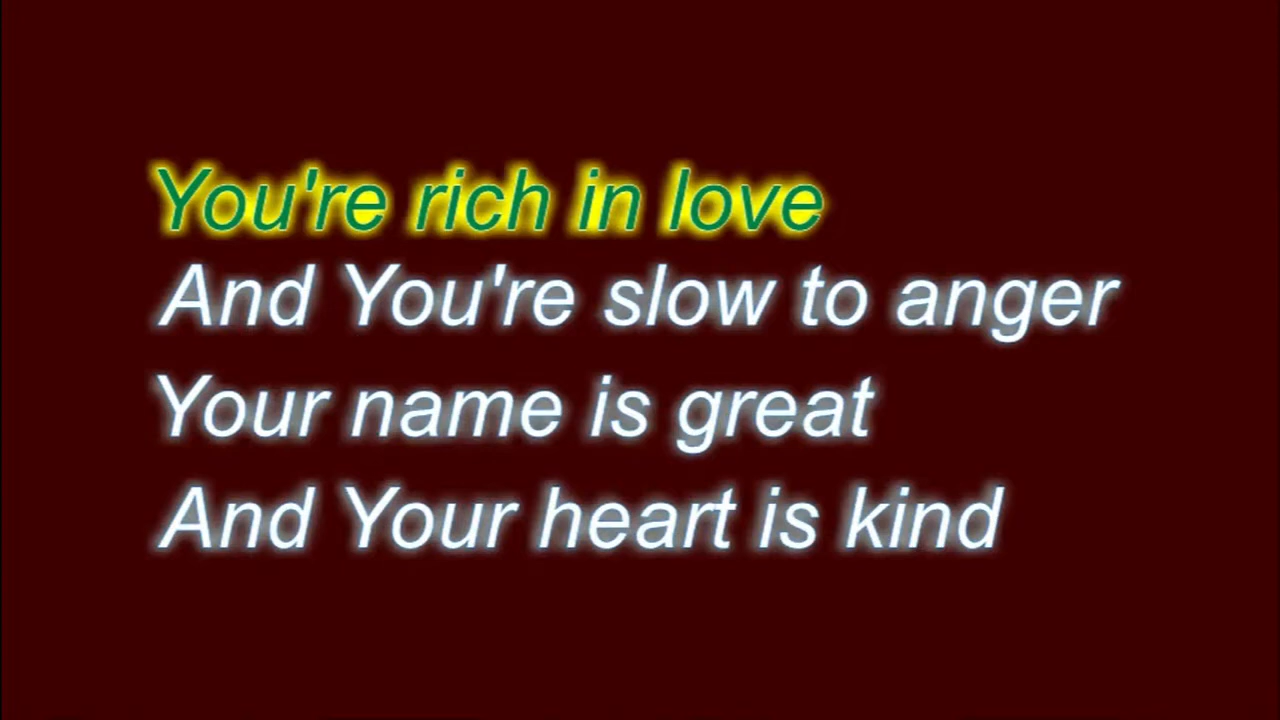 You're rich in love
And You're slow to anger
Your name is great
And Your heart is kind